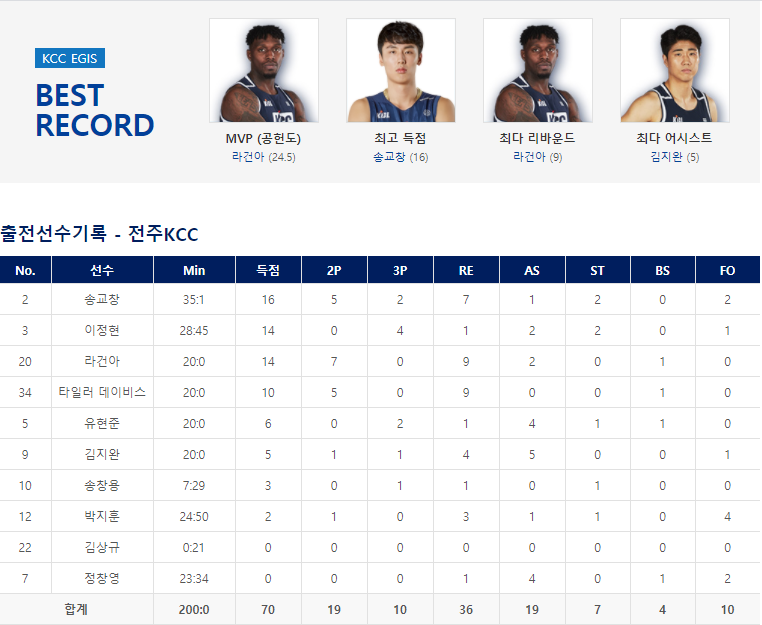 KCC EGIS
BEST
RECORD
MVP (공헌도)
라건아 (24.5)
최고 득점
송교창 (16)
최다 리바운드
라건아 (9)
최다 어시스트
김지완 (5)
출전선수기록 - 전주KCC
No. 선수 Min 득점 2P 3P RE AS ST BS FO
2 송교창 35:1 16 5 2 7 1 2 0 2
3 이정현 28:45 14 0 4 1 2 2 0 1
20 라건아 20:0 14 7 0 9 2 0 1 0
34 타일러 데이비스 20:0 10 5 0 9 0 0 1 0
5 유현준 20:0 6 0 2 1 4 1 1 0
9 김지완 20:0 5 1 1 4 5 0 0 1
10 송창용 7:29 3 0 1 1 0 1 0 0
12 박지훈 24:50 2 1 0 3 1 1 0 4
22 김상규 0:21 0 0 0 0 0 0 0 0
7 정창영 23:34 0 0 0 1 4 0 1 2
합계 200:0 70 19 10 36 19 7 4 10